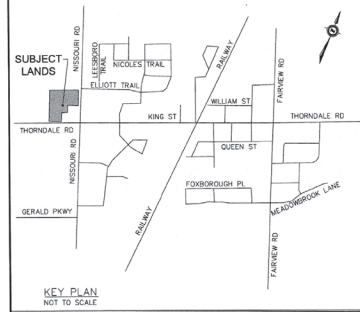 NISSOURI RD
LEESBORO
TRAIL
NICOLES TRAIL
RAILWAY
FAIRVIEW RD
SUBJECT
LANDS
ELLIOTT TRAIL
WILLIAM ST
KING ST
THORNDALE RD
THORNDALE RD
NISSOURI RD
QUEEN ST
FOXBOROUGH PL
GERALD PKWY
RAILWAY
MEADOWBROOK LANE
FAIRVIEW RD
KEY PLAN
NOT TO SCALE